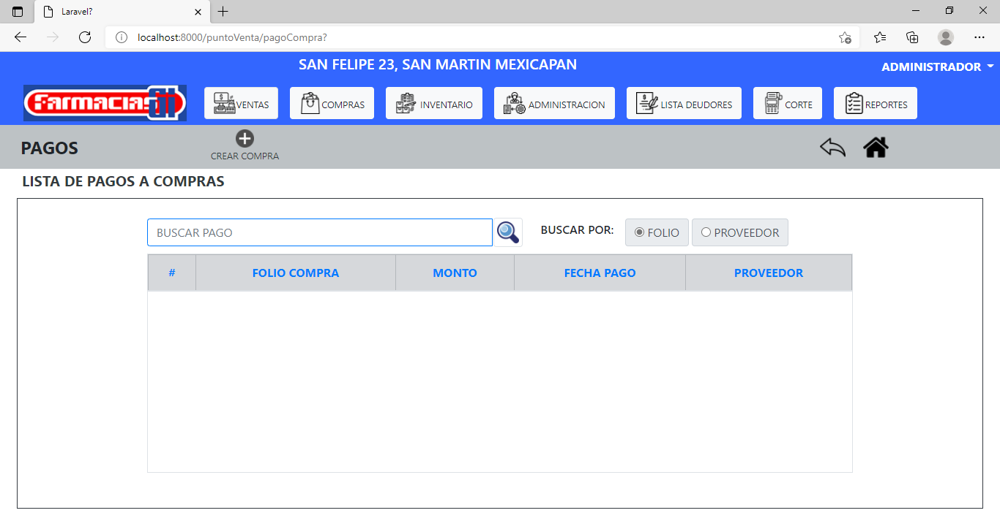 Laravel?
localhost:8000/puntoVenta/pagoCompra?
SAN FELIPE 23, SAN MARTIN MEXICAPAN
ADMINISTRADOR
Farmacias
VENTAS
COMPRAS
INVENTARIO
ADMINISTRACION
LISTA DEUDORES
CORTE
REPORTES
PAGOS
CREAR COMPRA
LISTA DE PAGOS A COMPRAS
BUSCAR PAGO
BUSCAR POR:
FOLIO
PROVEEDOR
# FOLIO COMPRA MONTO FECHA PAGO PROVEEDOR